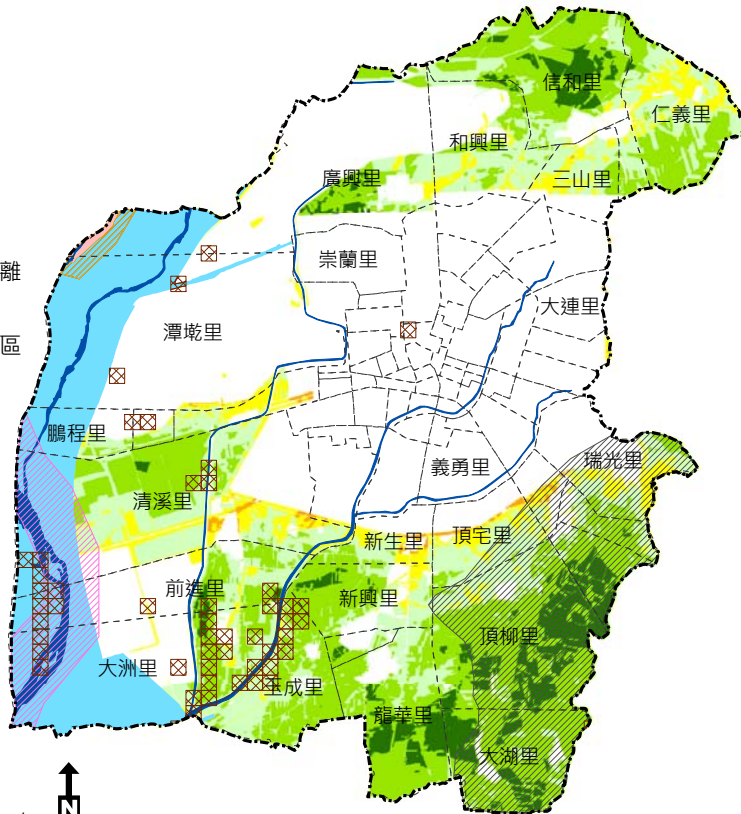 信和里
仁義里
和興里
廣興里
三山里
崇蘭里
離
大連里
潭墘里
區
鵬程里
義勇里
瑞光里
清溪里
新生里
頂宅里
前進里
新興里
頂柳里
大洲里
玉成里
龍華里
大湖里
N